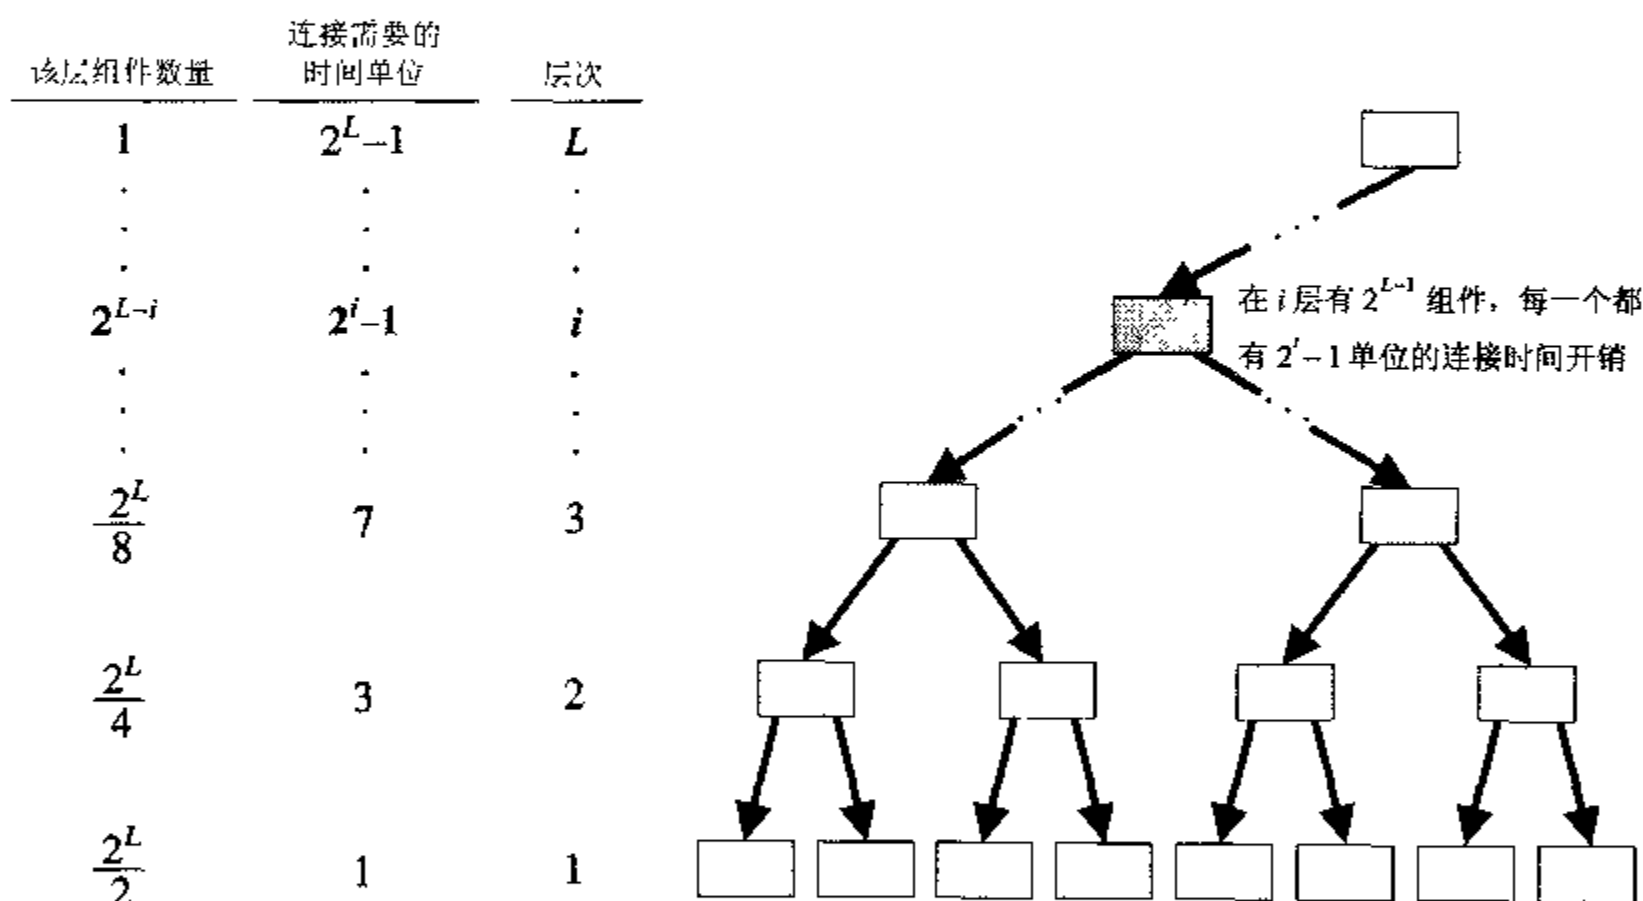 该层组件数量 连接需要的时间单位 层次
1 2^L–1 L
. . .
. . .
. . .
2^{L–i} 2^i–1 i
在 i 层有 2^{L-1} 组件，每一个都
有 2^i – 1 单位的连接时间开销
. . .
. . .
. . .
2^L/8 7 3
2^L/4 3 2
2^L/2 1 1